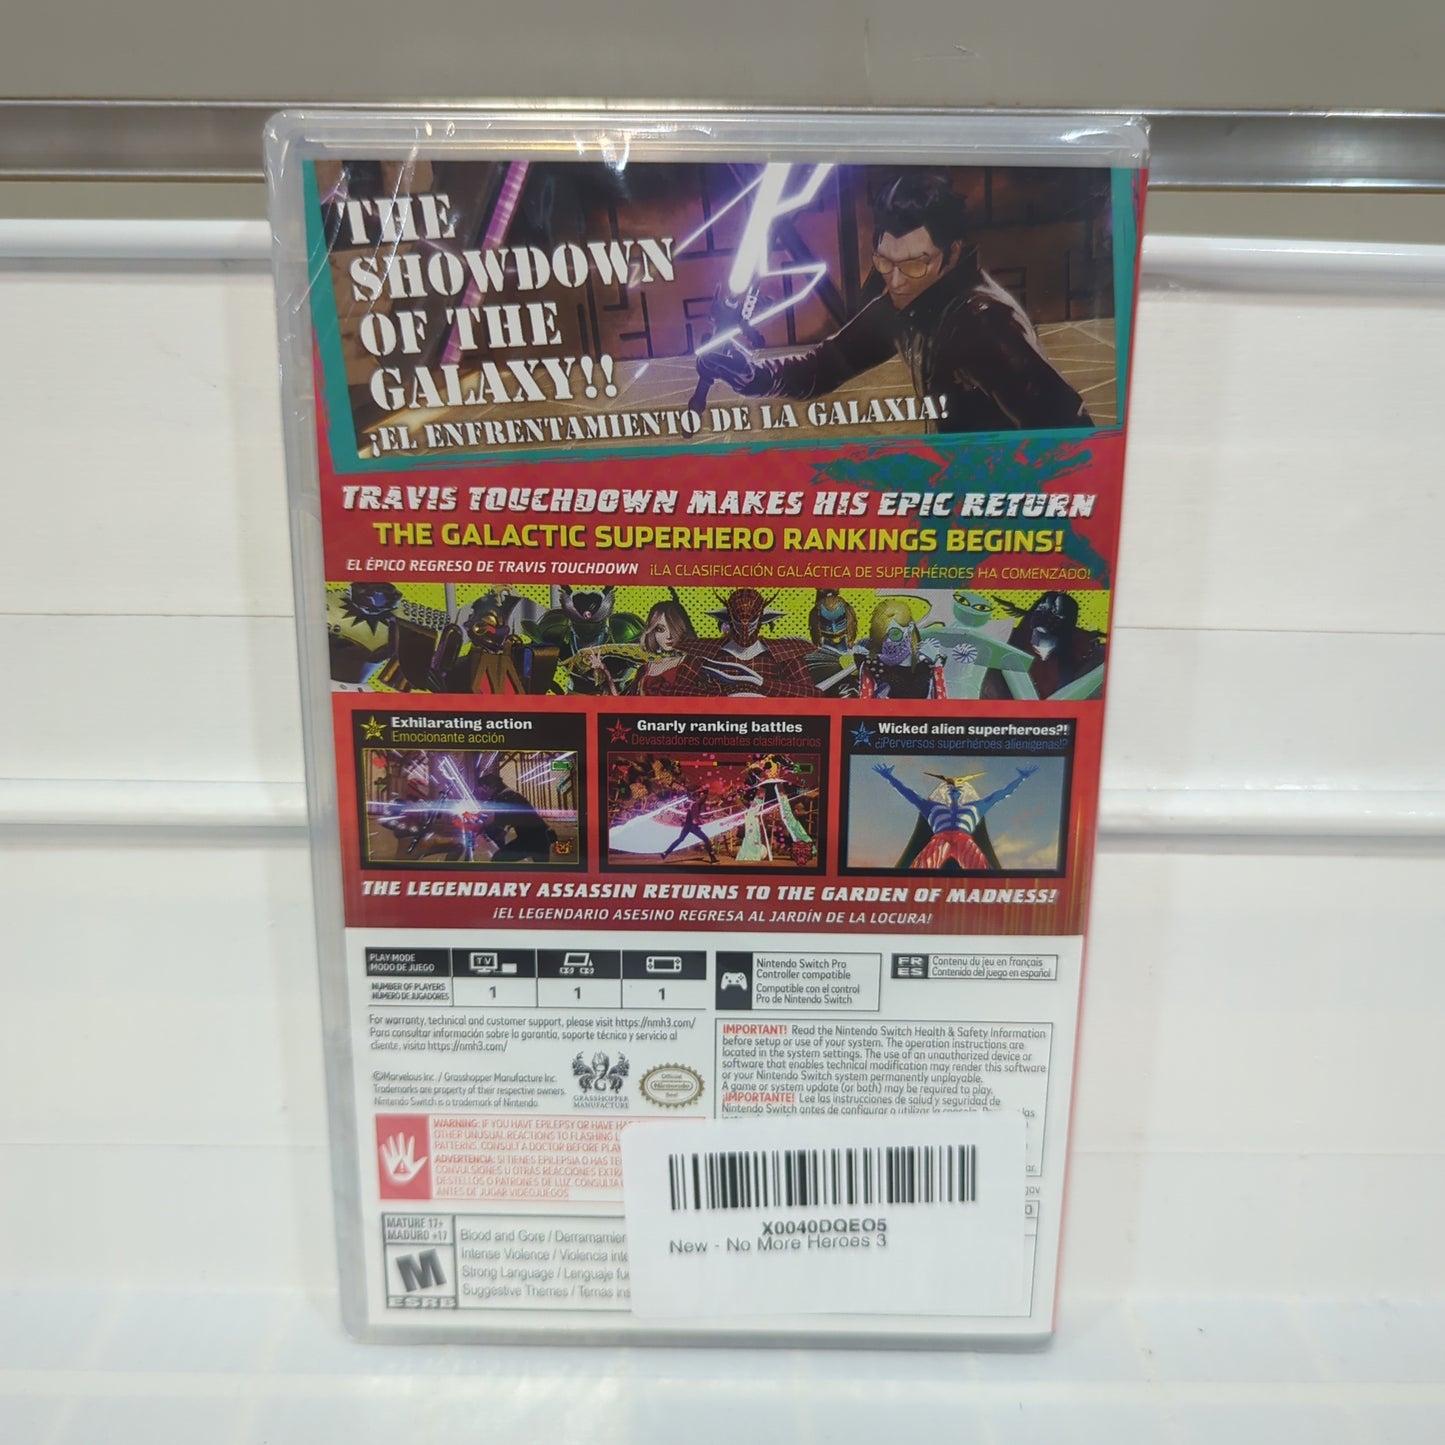 THE
SHOWDOWN
OF THE
GALAXY!!
¡EL ENFRENTAMIENTO DE LA GALAXIA!
TRAVIS TOUCHDOWN MAKES HIS EPIC RETURN
THE GALACTIC SUPERHERO RANKINGS BEGINS!
EL ÉPICO REGRESO DE TRAVIS TOUCHDOWN ¡LA CLASIFICACIÓN GALÁCTICA DE SUPERHÉROES HA COMENZADO!
Exhilarating action
Emocionante acción
Gnarly ranking battles
Devastadores combates clasificatorios
Wicked alien superheroes?!
¿¡Perversos superhéroes alienígenas!?
THE LEGENDARY ASSASSIN RETURNS TO THE GARDEN OF MADNESS!
¡EL LEGENDARIO ASESINO REGRESA AL JARDÍN DE LA LOCURA!
PLAY MODE
MODO DE JUEGO
TV
NUMBER OF PLAYERS
NÚMERO DE JUGADORES
1 1 1
Nintendo Switch Pro
Controller compatible
Compatible con el control
Pro de Nintendo Switch
FR Contenu du jeu en français
ES Contenido del juego en español
For warranty, technical and customer support, please visit https://nmh3.com/
Para consultar información sobre la garantía, soporte técnico y servicio al
cliente, visita https://nmh3.com/
©Marvelous Inc. / Grasshopper Manufacture Inc.
Trademarks are property of their respective owners.
Nintendo Switch is a trademark of Nintendo.
GRASSHOPPER
MANUFACTURE
Official
Nintendo
Seal
IMPORTANT! Read the Nintendo Switch Health & Safety Information
before setup or use of your system. The operation instructions are
located in the system settings. The use of an unauthorized device or
software that enables technical modification may render this software
or your Nintendo Switch system permanently unplayable.
A game or system update (or both) may be required to play.
¡IMPORTANTE! Lee las instrucciones de salud y seguridad de
Nintendo Switch antes de configurar o utilizar la consola.
WARNING: IF YOU HAVE EPILEPSY OR HAVE
OTHER UNUSUAL REACTIONS TO FLASHING
PATTERNS, CONSULT A DOCTOR BEFORE
ADVERTENCIA: SI TIENES EPILEPSIA O HAS
CONVULSIONES U OTRAS REACCIONES
DESTELLOS O PATRONES DE LUZ, CONSULTA
ANTES DE JUGAR VIDEOJUEGOS
MATURE 17+
MADURO +17
M
ESRB
Blood and Gore /
Intense Violence / Violencia
Strong Language / Lenguaje
Suggestive Themes / Temas
X0040DQEO5
New - No More Heroes 3